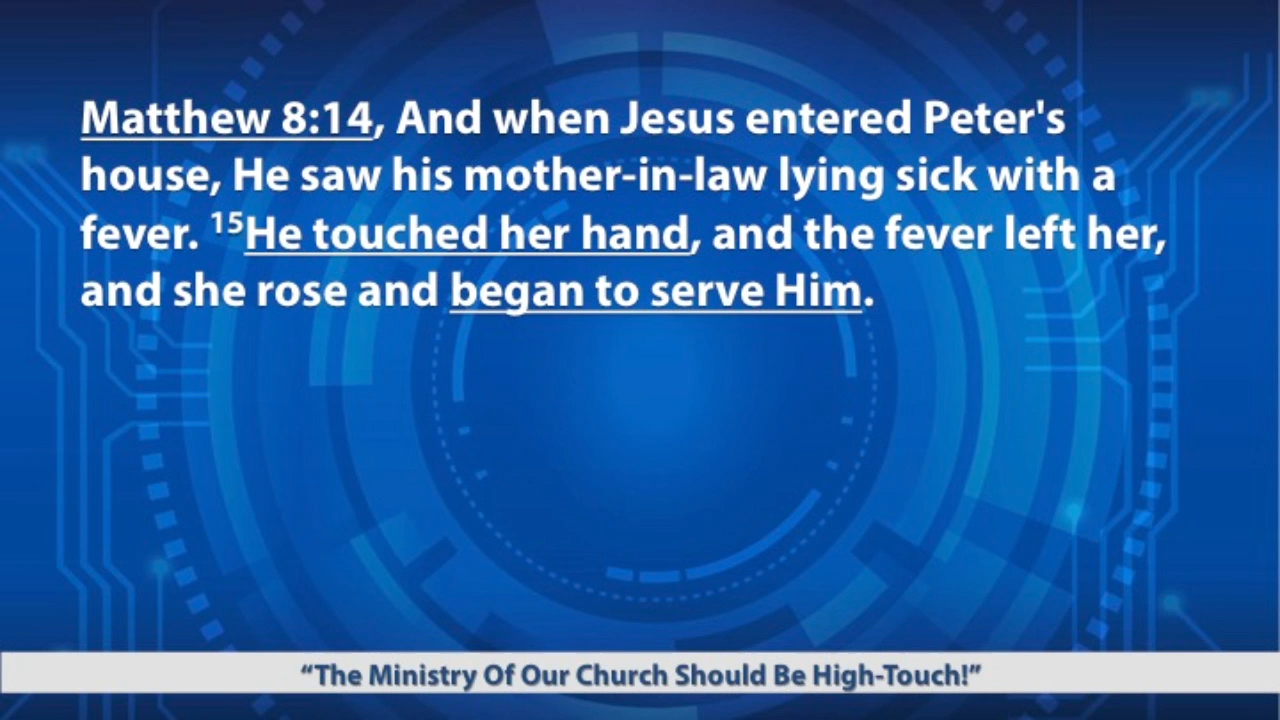 Matthew 8:14, And when Jesus entered Peter's
house, He saw his mother-in-law lying sick with a
fever. ¹⁵He touched her hand, and the fever left her,
and she rose and began to serve Him.
“The Ministry Of Our Church Should Be High-Touch!”